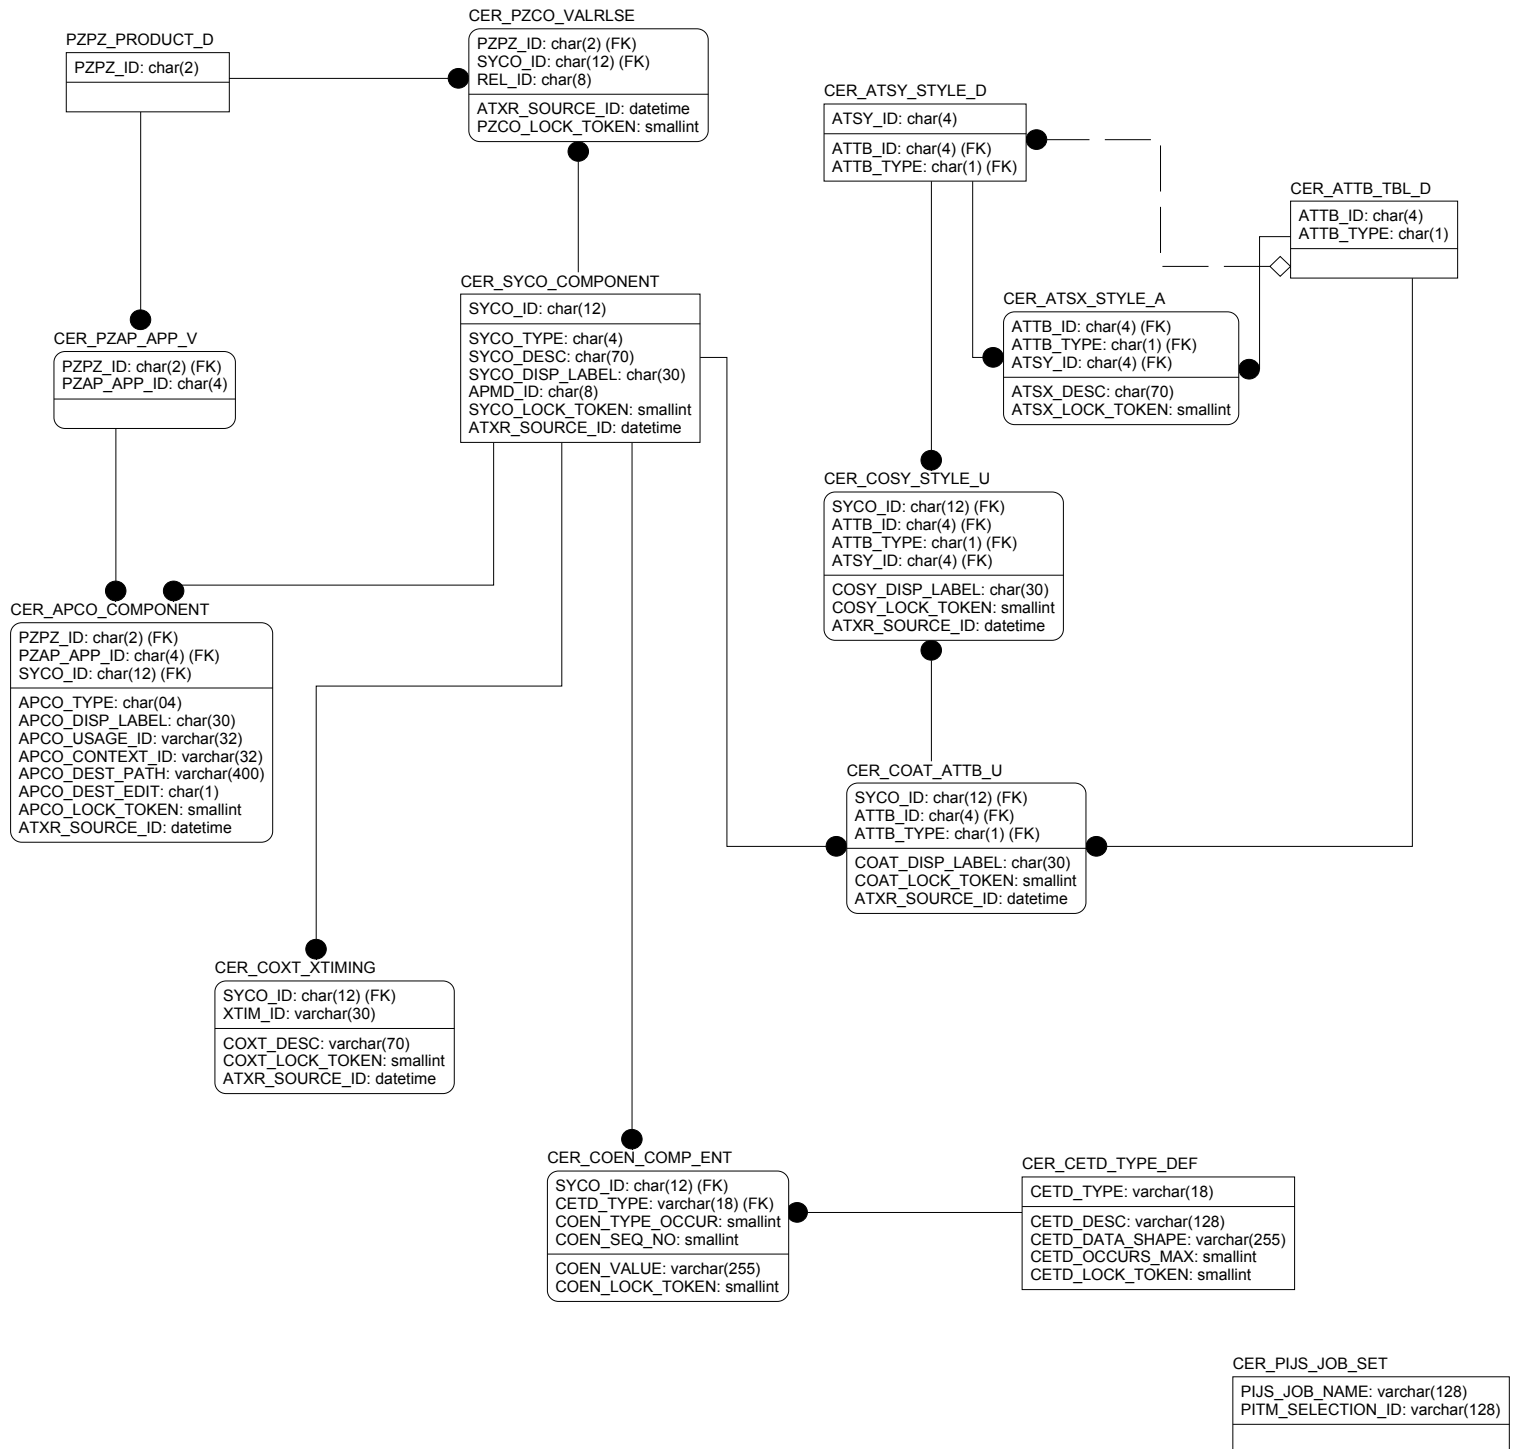 PZPZ_PRODUCT_D
PZPZ_ID: char(2)
CER_PZCO_VALRLSE
PZPZ_ID: char(2) (FK)
SYCO_ID: char(12) (FK)
REL_ID: char(8)
ATXR_SOURCE_ID: datetime
PZCO_LOCK_TOKEN: smallint
CER_ATSY_STYLE_D
ATSY_ID: char(4)
ATTB_ID: char(4) (FK)
ATTB_TYPE: char(1) (FK)
CER_ATTB_TBL_D
ATTB_ID: char(4)
ATTB_TYPE: char(1)
CER_SYCO_COMPONENT
SYCO_ID: char(12)
SYCO_TYPE: char(4)
SYCO_DESC: char(70)
SYCO_DISP_LABEL: char(30)
APMD_ID: char(8)
SYCO_LOCK_TOKEN: smallint
ATXR_SOURCE_ID: datetime
CER_ATSX_STYLE_A
ATTB_ID: char(4) (FK)
ATTB_TYPE: char(1) (FK)
ATSY_ID: char(4) (FK)
ATSX_DESC: char(70)
ATSX_LOCK_TOKEN: smallint
CER_PZAP_APP_V
PZPZ_ID: char(2) (FK)
PZAP_APP_ID: char(4)
CER_COSY_STYLE_U
SYCO_ID: char(12) (FK)
ATTB_ID: char(4) (FK)
ATTB_TYPE: char(1) (FK)
ATSY_ID: char(4) (FK)
COSY_DISP_LABEL: char(30)
COSY_LOCK_TOKEN: smallint
ATXR_SOURCE_ID: datetime
CER_APCO_COMPONENT
PZPZ_ID: char(2) (FK)
PZAP_APP_ID: char(4) (FK)
SYCO_ID: char(12) (FK)
APCO_TYPE: char(04)
APCO_DISP_LABEL: char(30)
APCO_USAGE_ID: varchar(32)
APCO_CONTEXT_ID: varchar(32)
APCO_DEST_PATH: varchar(400)
APCO_DEST_EDIT: char(1)
APCO_LOCK_TOKEN: smallint
ATXR_SOURCE_ID: datetime
CER_COAT_ATTB_U
SYCO_ID: char(12) (FK)
ATTB_ID: char(4) (FK)
ATTB_TYPE: char(1) (FK)
COAT_DISP_LABEL: char(30)
COAT_LOCK_TOKEN: smallint
ATXR_SOURCE_ID: datetime
CER_COXT_XTIMING
SYCO_ID: char(12) (FK)
XTIM_ID: varchar(30)
COXT_DESC: varchar(70)
COXT_LOCK_TOKEN: smallint
ATXR_SOURCE_ID: datetime
CER_COEN_COMP_ENT
SYCO_ID: char(12) (FK)
CETD_TYPE: varchar(18) (FK)
COEN_TYPE_OCCUR: smallint
COEN_SEQ_NO: smallint
COEN_VALUE: varchar(255)
COEN_LOCK_TOKEN: smallint
CER_CETD_TYPE_DEF
CETD_TYPE: varchar(18)
CETD_DESC: varchar(128)
CETD_DATA_SHAPE: varchar(255)
CETD_OCCURS_MAX: smallint
CETD_LOCK_TOKEN: smallint
CER_PIJS_JOB_SET
PIJS_JOB_NAME: varchar(128)
PITM_SELECTION_ID: varchar(128)